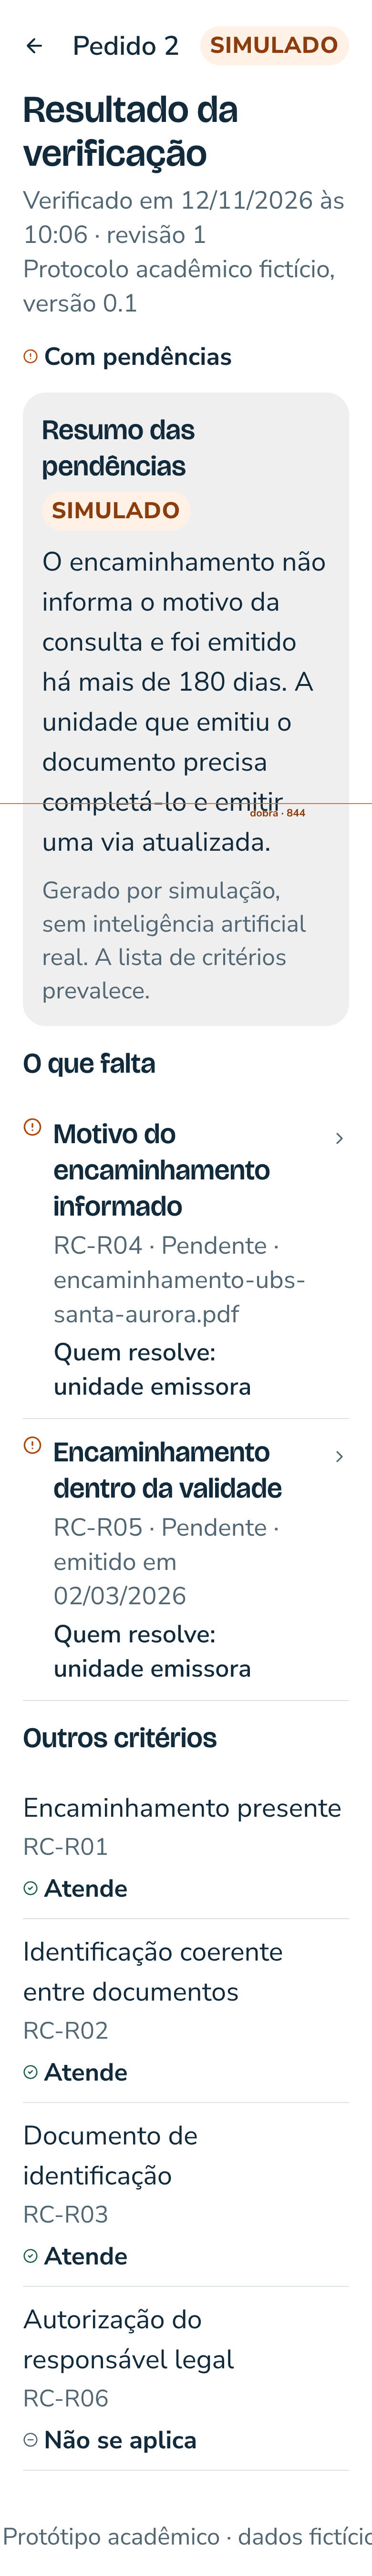 Pedido 2
SIMULADO
Resultado da
verificação
Verificado em 12/11/2026 às
10:06 · revisão 1
Protocolo acadêmico fictício,
versão 0.1
Com pendências
Resumo das
pendências
SIMULADO
O encaminhamento não
informa o motivo da
consulta e foi emitido
há mais de 180 dias. A
unidade que emitiu o
documento precisa
completá-lo e emitir
dobra · 844
uma via atualizada.
Gerado por simulação,
sem inteligência artificial
real. A lista de critérios
prevalece.
O que falta
Motivo do
encaminhamento
informado
RC-R04 · Pendente ·
encaminhamento-ubs-
santa-aurora.pdf
Quem resolve:
unidade emissora
Encaminhamento
dentro da validade
RC-R05 · Pendente ·
emitido em
02/03/2026
Quem resolve:
unidade emissora
Outros critérios
Encaminhamento presente
RC-R01
Atende
Identificação coerente
entre documentos
RC-R02
Atende
Documento de
identificação
RC-R03
Atende
Autorização do
responsável legal
RC-R06
Não se aplica
Protótipo acadêmico · dados fictíc